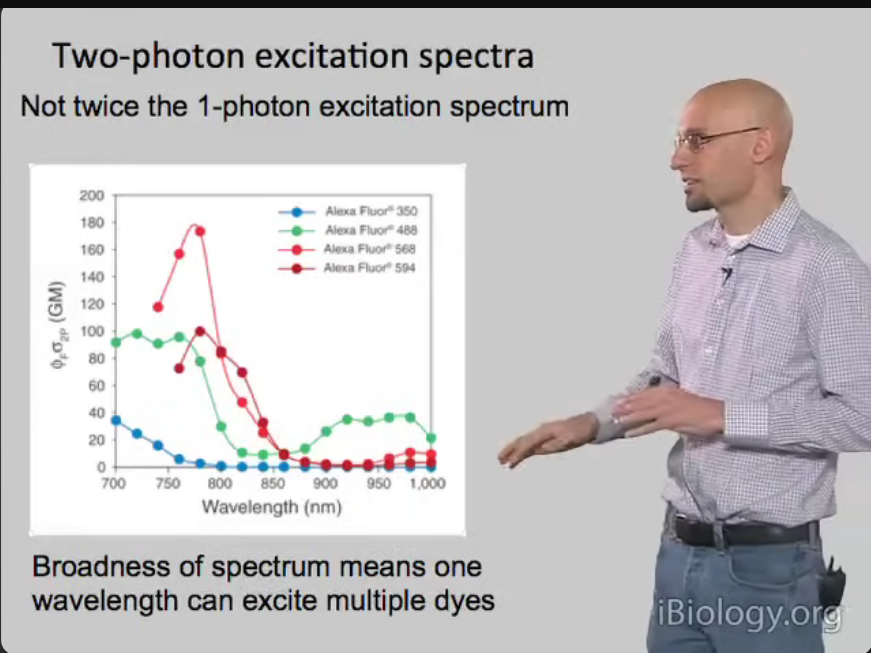 Two-photon excitation spectra
Not twice the 1-photon excitation spectrum
200
180
160
140
120
100
80
60
40
20
0
ϕFσ2P (GM)
Alexa Fluor® 350
Alexa Fluor® 488
Alexa Fluor® 568
Alexa Fluor® 594
700 750 800 850 900 950 1,000
Wavelength (nm)
Broadness of spectrum means one
wavelength can excite multiple dyes
iBiology.org